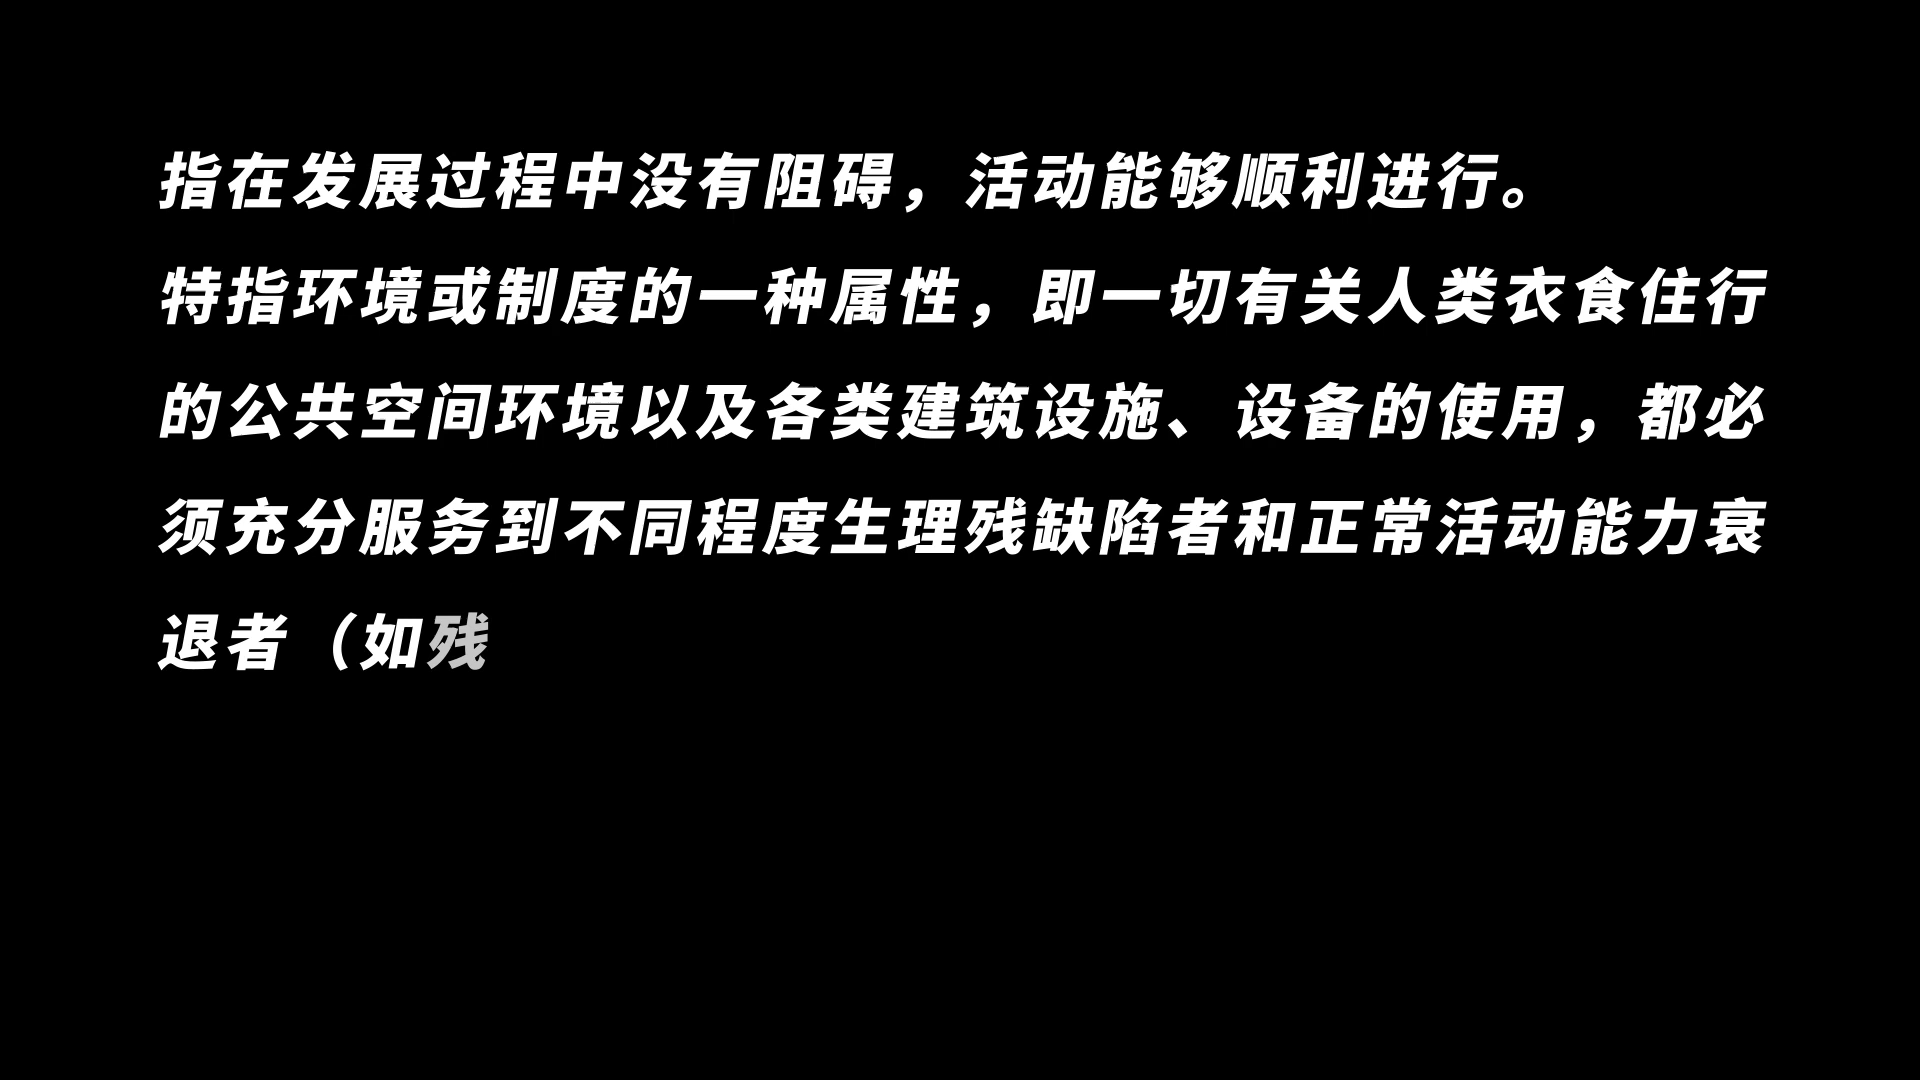 指在发展过程中没有阻碍，活动能够顺利进行。
特指环境或制度的一种属性，即一切有关人类衣食住行
的公共空间环境以及各类建筑设施、设备的使用，都必
须充分服务到不同程度生理残缺陷者和正常活动能力衰
退者（如残